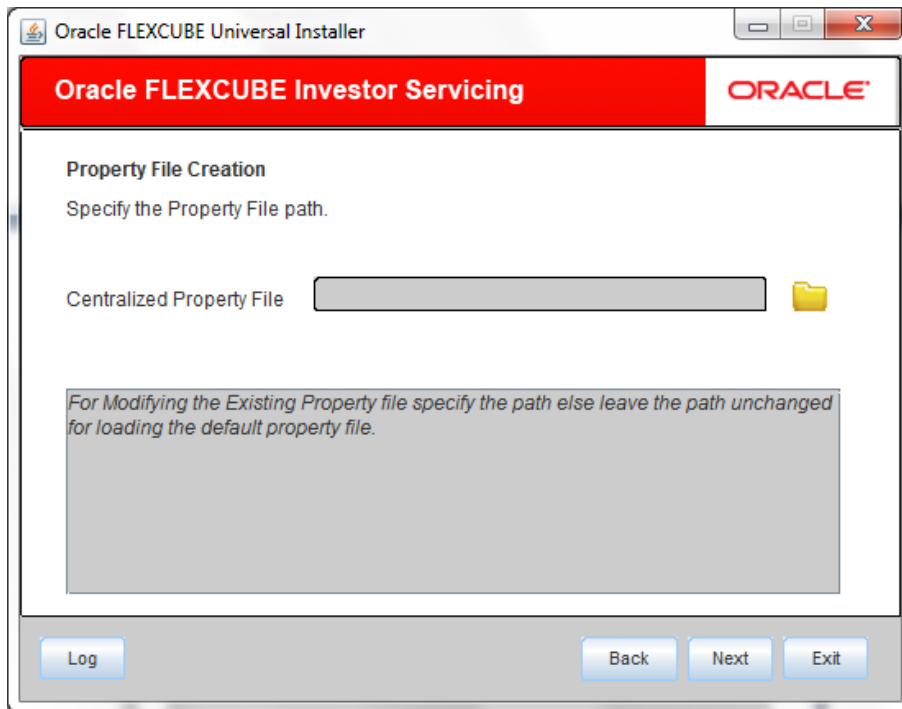 Oracle FLEXCUBE Universal Installer
Oracle FLEXCUBE Investor Servicing
ORACLE
Property File Creation
Specify the Property File path.
Centralized Property File
For Modifying the Existing Property file specify the path else leave the path unchanged
for loading the default property file.
Log
Back
Next
Exit